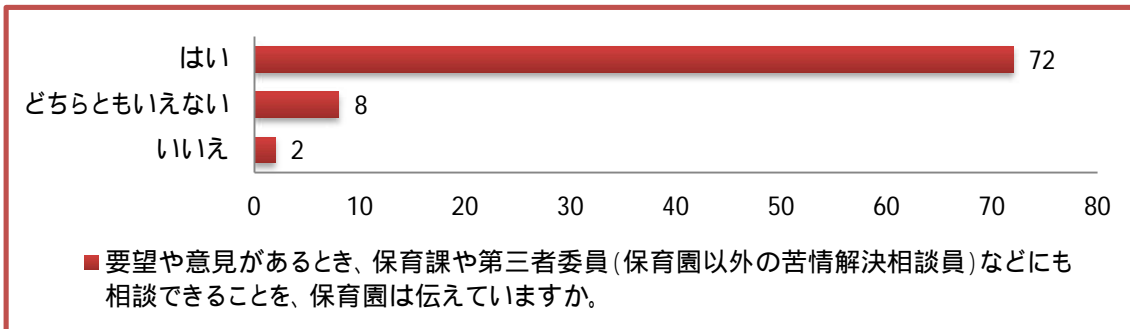 はい 72
どちらともいえない 8
いいえ 2
0 10 20 30 40 50 60 70 80
要望や意見があるとき、保育課や第三者委員(保育園以外の苦情解決相談員)などにも
相談できることを、保育園は伝えていますか。